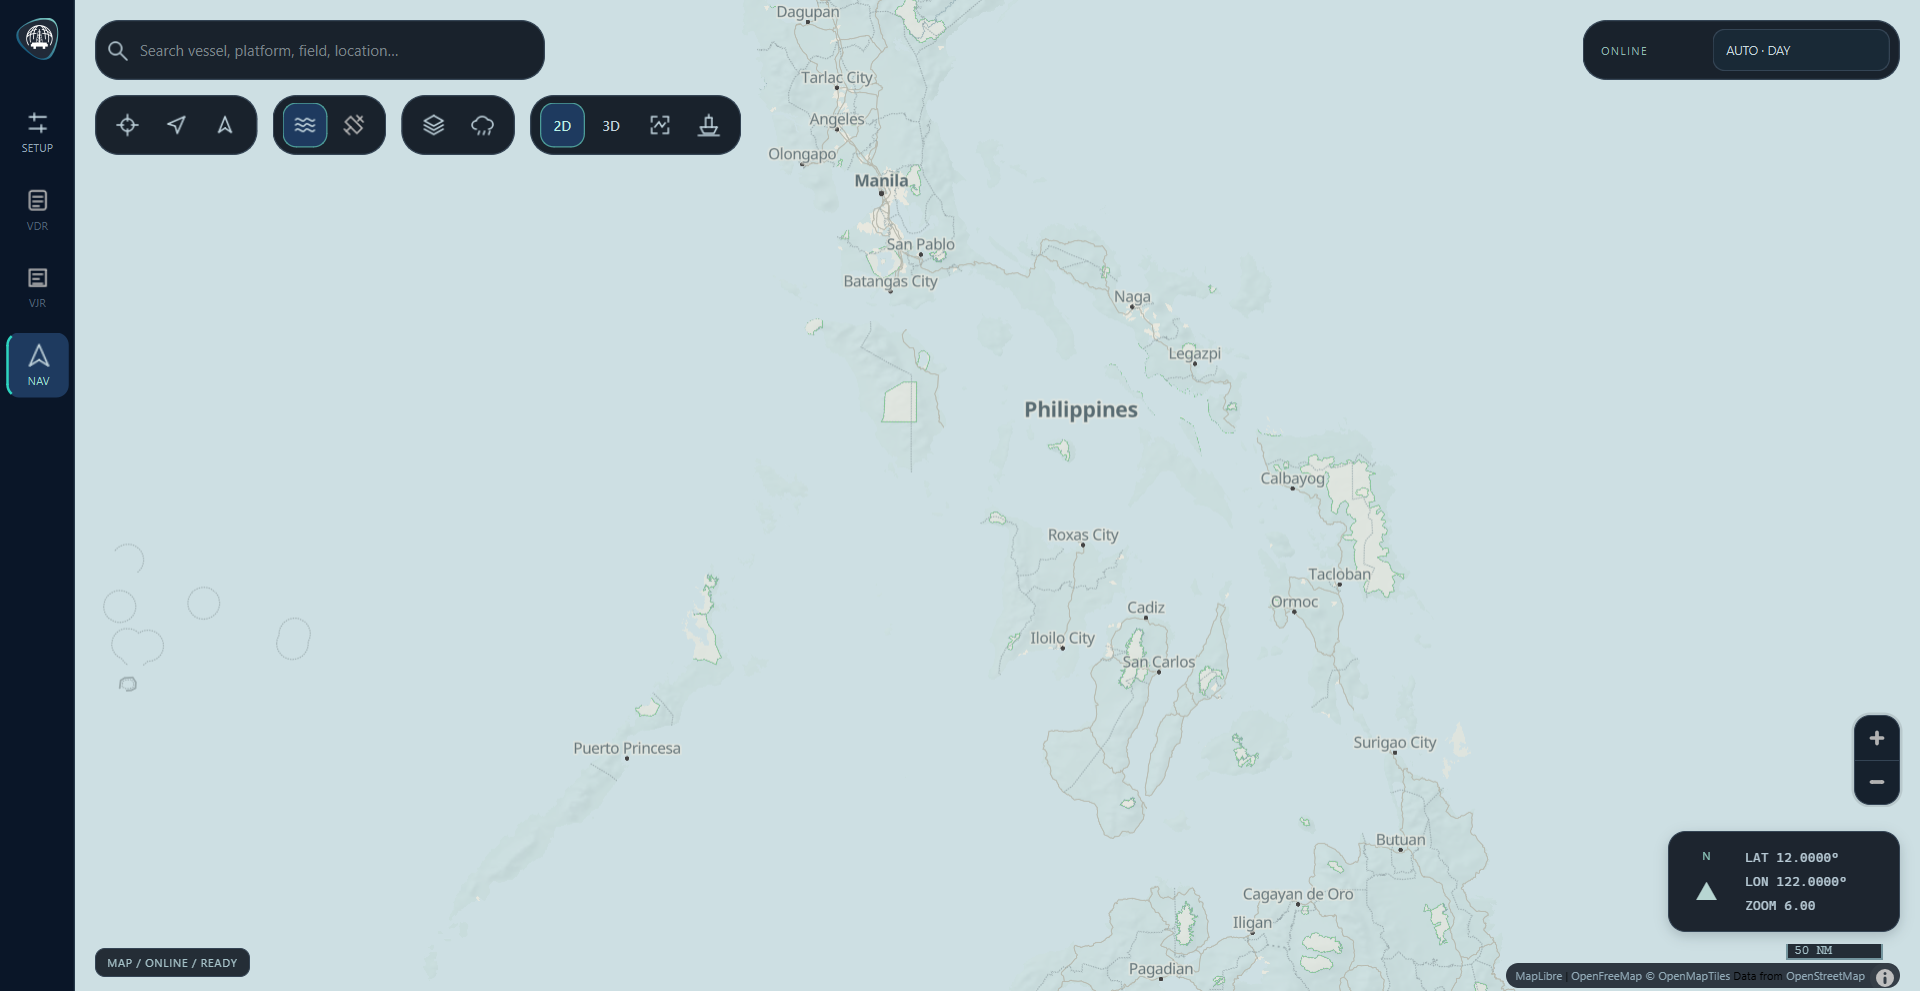 SETUP
VDR
VJR
NAV
Search vessel, platform, field, location...
2D
3D
ONLINE
AUTO · DAY
Dagupan
Tarlac City
Angeles
Olongapo
Manila
San Pablo
Batangas City
Naga
Legazpi
Philippines
Calbayog
Roxas City
Tacloban
Ormoc
Cadiz
Iloilo City
San Carlos
Puerto Princesa
Surigao City
Butuan
Cagayan de Oro
Iligan
Pagadian
N
LAT 12.0000°
LON 122.0000°
ZOOM 6.00
50 NM
MAP / ONLINE / READY
MapLibre | OpenFreeMap © OpenMapTiles Data from OpenStreetMap